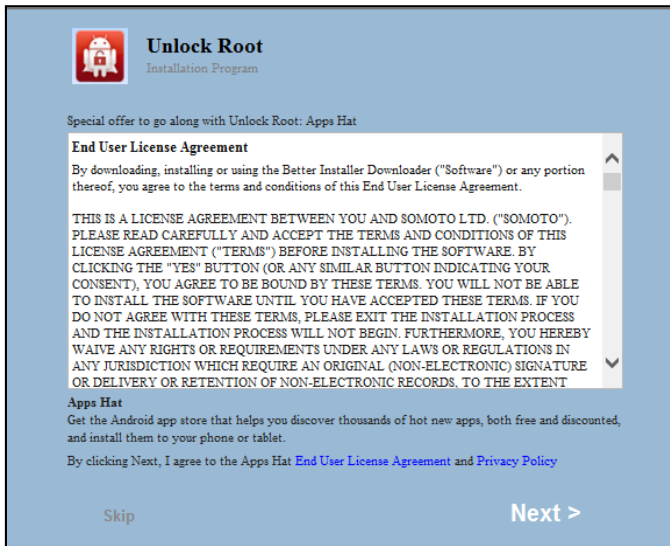 Unlock Root
Installation Program
Special offer to go along with Unlock Root: Apps Hat
End User License Agreement
By downloading, installing or using the Better Installer Downloader ("Software") or any portion
thereof, you agree to the terms and conditions of this End User License Agreement.
THIS IS A LICENSE AGREEMENT BETWEEN YOU AND SOMOTO LTD. ("SOMOTO").
PLEASE READ CAREFULLY AND ACCEPT THE TERMS AND CONDITIONS OF THIS
LICENSE AGREEMENT ("TERMS") BEFORE INSTALLING THE SOFTWARE. BY
CLICKING THE "YES" BUTTON (OR ANY SIMILAR BUTTON INDICATING YOUR
CONSENT), YOU AGREE TO BE BOUND BY THESE TERMS. YOU WILL NOT BE ABLE
TO INSTALL THE SOFTWARE UNTIL YOU HAVE ACCEPTED THESE TERMS. IF YOU
DO NOT AGREE WITH THESE TERMS, PLEASE EXIT THE INSTALLATION PROCESS
AND THE INSTALLATION PROCESS WILL NOT BEGIN. FURTHERMORE, YOU HEREBY
WAIVE ANY RIGHTS OR REQUIREMENTS UNDER ANY LAWS OR REGULATIONS IN
ANY JURISDICTION WHICH REQUIRE AN ORIGINAL (NON-ELECTRONIC) SIGNATURE
OR DELIVERY OR RETENTION OF NON-ELECTRONIC RECORDS, TO THE EXTENT
Apps Hat
Get the Android app store that helps you discover thousands of hot new apps, both free and discounted,
and install them to your phone or tablet.
By clicking Next, I agree to the Apps Hat End User License Agreement and Privacy Policy
Skip
Next >